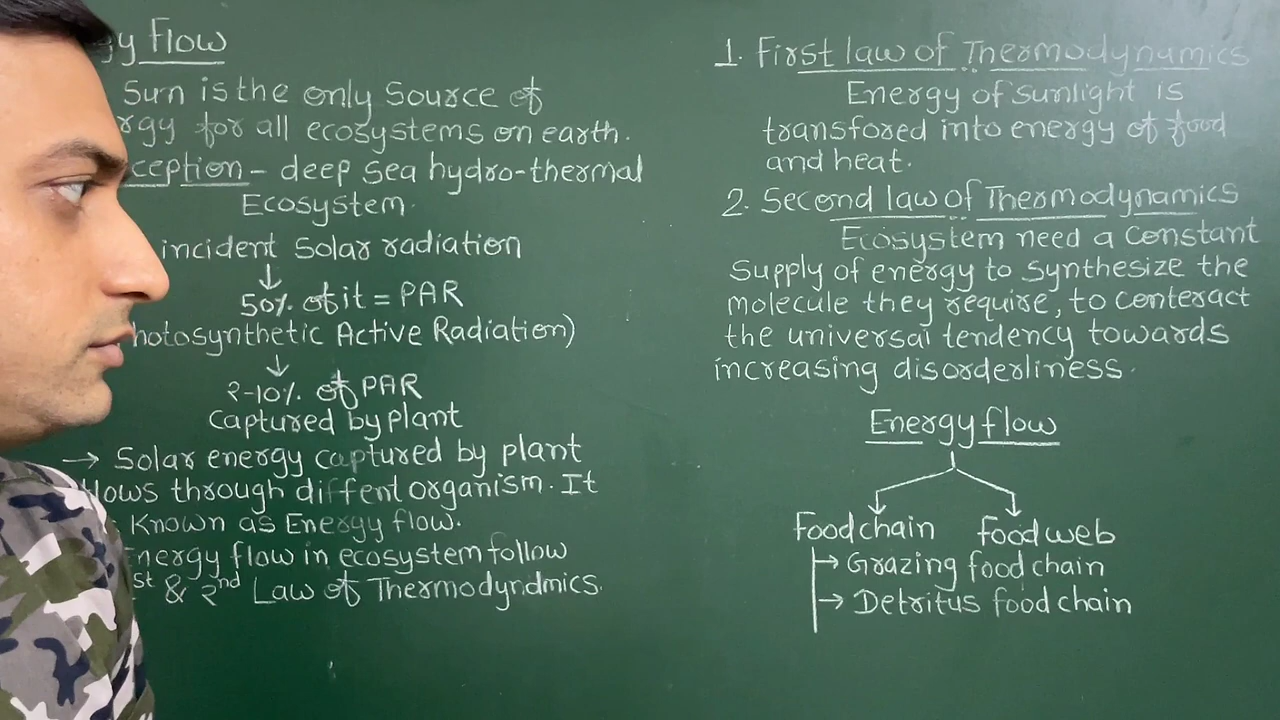 gy Flow
Sun is the only Source of
rgy for all ecosystems on earth.
ception - deep Sea hydro-thermal
Ecosystem.
incident Solar radiation
↓
50% of it = PAR
hotosynthetic Active Radiation)
↓
2-10% of PAR
Captured by plant
→ Solar energy captured by plant
lows through diffent organism. It
Known as Energy flow.
Energy flow in ecosystem follow
st & 2nd Law of Thermodyndmics.
1. First law of Thermodynamics
Energy of sunlight is
transfored into energy of food
and heat.
2. Second law of Thermodynamics
Ecosystem need a Constant
Supply of energy to Synthesize the
molecule they require, to conteract
the universal tendency towards
increasing disorderliness.
Energy flow
Food chain food web
→ Grazing food chain
→ Detritus food chain